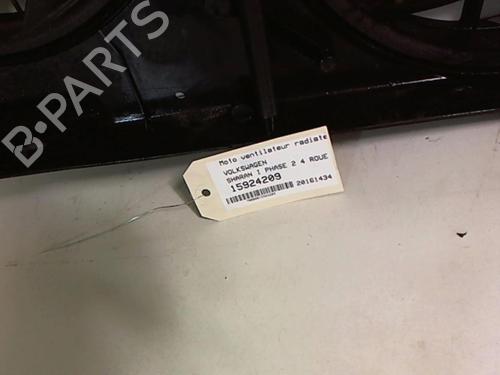 B-PARTS
Moto ventilateur radiate
VOLKSWAGEN
SHARAN I PHASE 2 4 ROUE
15924209
20161434